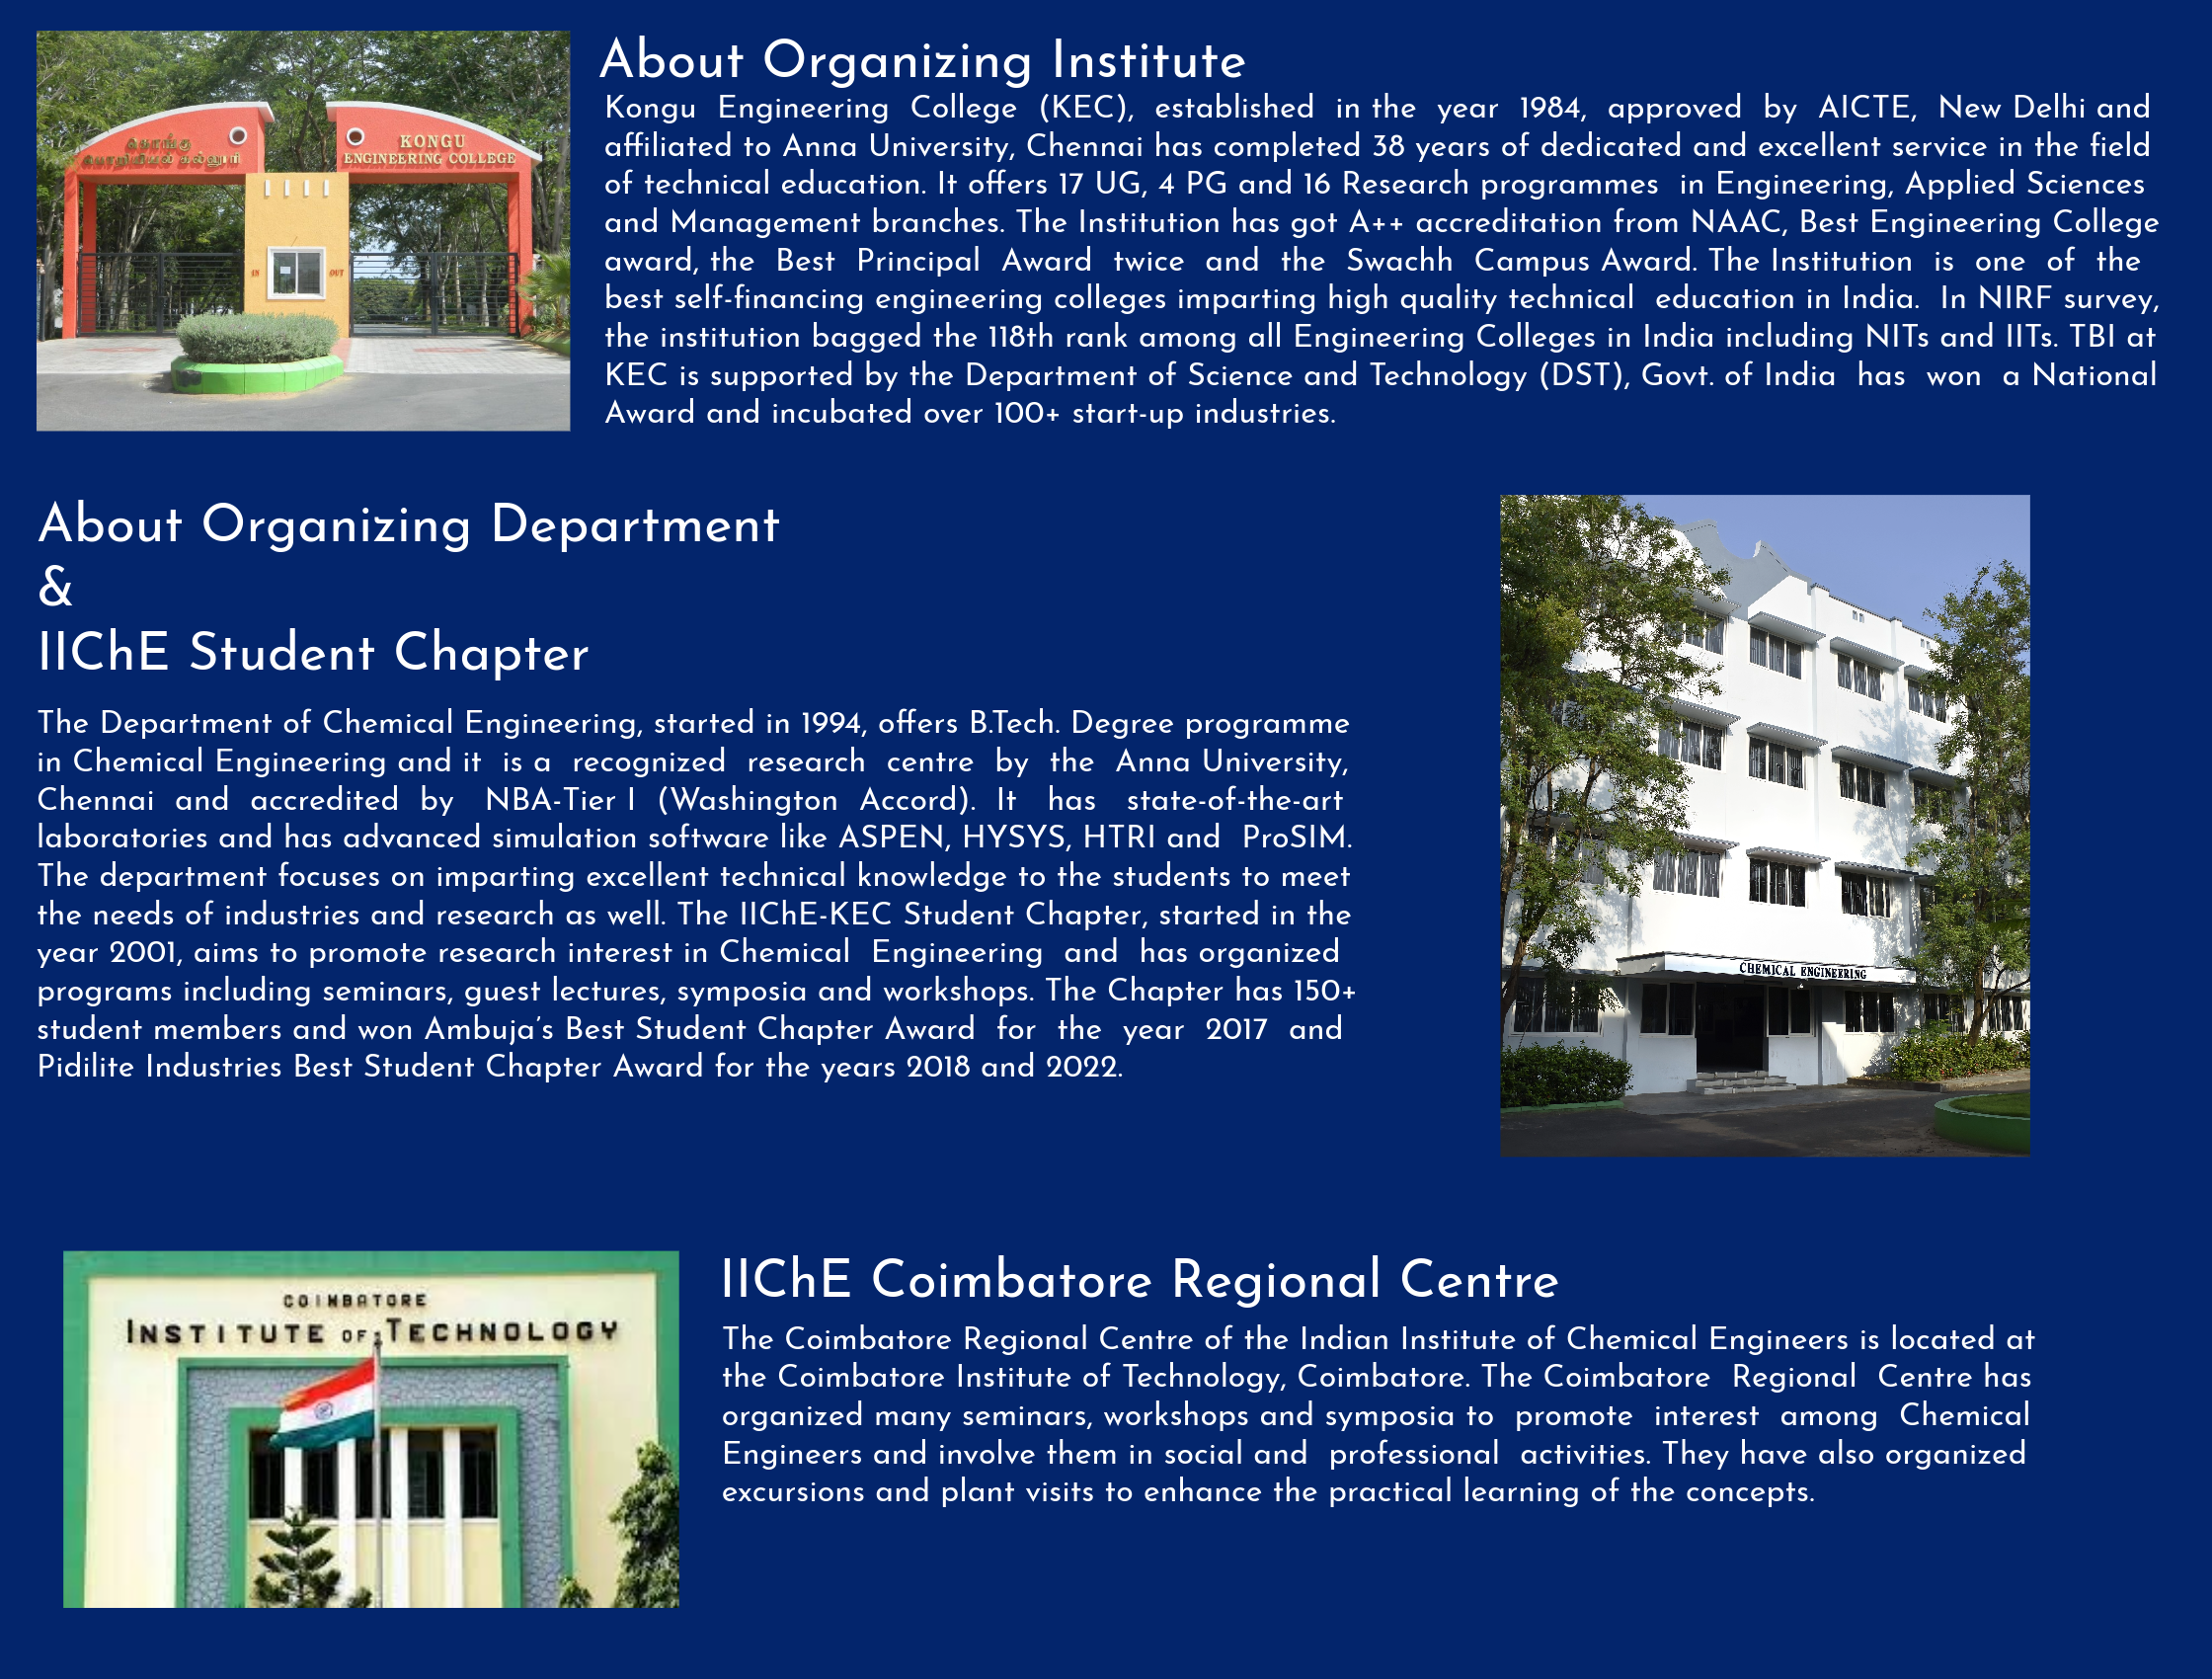 கொங்கு
பொறியியல் கல்லூரி
KONGU
ENGINEERING COLLEGE
IN
OUT
About Organizing Institute
Kongu Engineering College (KEC), established in the year 1984, approved by AICTE, New Delhi and
affiliated to Anna University, Chennai has completed 38 years of dedicated and excellent service in the field
of technical education. It offers 17 UG, 4 PG and 16 Research programmes in Engineering, Applied Sciences
and Management branches. The Institution has got A++ accreditation from NAAC, Best Engineering College
award, the Best Principal Award twice and the Swachh Campus Award. The Institution is one of the
best self-financing engineering colleges imparting high quality technical education in India. In NIRF survey,
the institution bagged the 118th rank among all Engineering Colleges in India including NITs and IITs. TBI at
KEC is supported by the Department of Science and Technology (DST), Govt. of India has won a National
Award and incubated over 100+ start-up industries.
About Organizing Department
&
IIChE Student Chapter
The Department of Chemical Engineering, started in 1994, offers B.Tech. Degree programme
in Chemical Engineering and it is a recognized research centre by the Anna University,
Chennai and accredited by NBA-Tier I (Washington Accord). It has state-of-the-art
laboratories and has advanced simulation software like ASPEN, HYSYS, HTRI and ProSIM.
The department focuses on imparting excellent technical knowledge to the students to meet
the needs of industries and research as well. The IIChE-KEC Student Chapter, started in the
year 2001, aims to promote research interest in Chemical Engineering and has organized
programs including seminars, guest lectures, symposia and workshops. The Chapter has 150+
student members and won Ambuja's Best Student Chapter Award for the year 2017 and
Pidilite Industries Best Student Chapter Award for the years 2018 and 2022.
CHEMICAL ENGINEERING
COIMBATORE
INSTITUTE OF TECHNOLOGY
IIChE Coimbatore Regional Centre
The Coimbatore Regional Centre of the Indian Institute of Chemical Engineers is located at
the Coimbatore Institute of Technology, Coimbatore. The Coimbatore Regional Centre has
organized many seminars, workshops and symposia to promote interest among Chemical
Engineers and involve them in social and professional activities. They have also organized
excursions and plant visits to enhance the practical learning of the concepts.